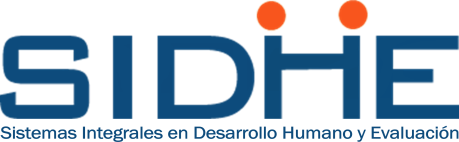 SIDHE
Sistemas Integrales en Desarrollo Humano y Evaluación